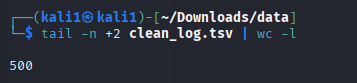 ┌──(kali1㉿kali1)-[~/Downloads/data]
└─$ tail -n +2 clean_log.tsv | wc -l
500